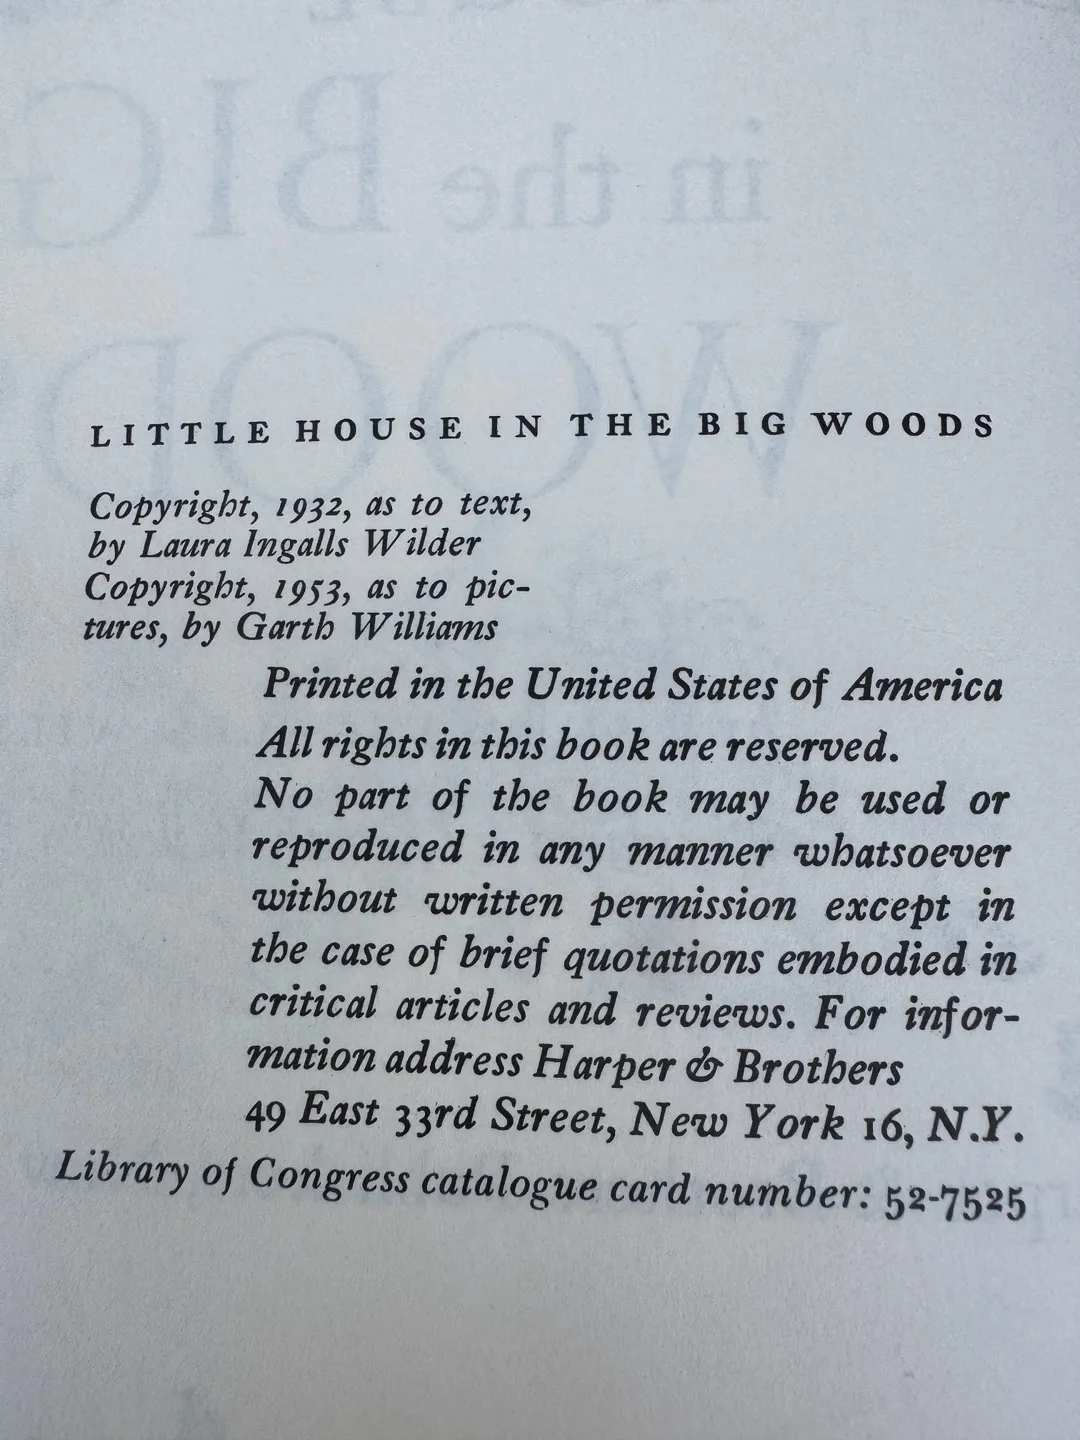 LITTLE HOUSE IN THE BIG WOODS
Copyright, 1932, as to text,
by Laura Ingalls Wilder
Copyright, 1953, as to pic-
tures, by Garth Williams
Printed in the United States of America
All rights in this book are reserved.
No part of the book may be used or
reproduced in any manner whatsoever
without written permission except in
the case of brief quotations embodied in
critical articles and reviews. For infor-
mation address Harper & Brothers
49 East 33rd Street, New York 16, N.Y.
Library of Congress catalogue card number: 52-7525